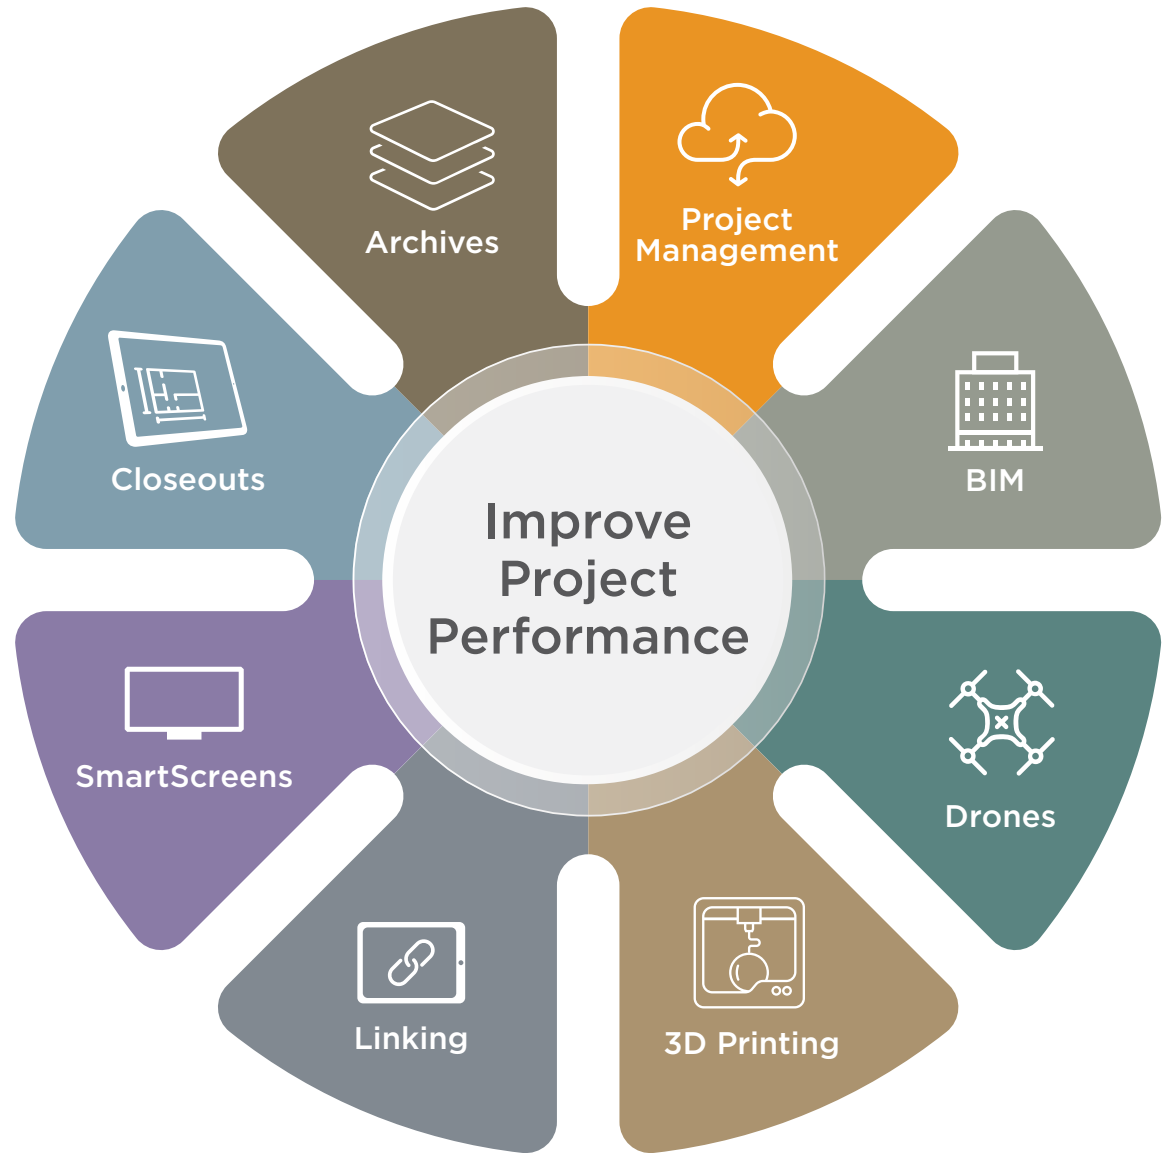 Archives
Project
Management
Closeouts
BIM
Improve
Project
Performance
SmartScreens
Drones
Linking
3D Printing